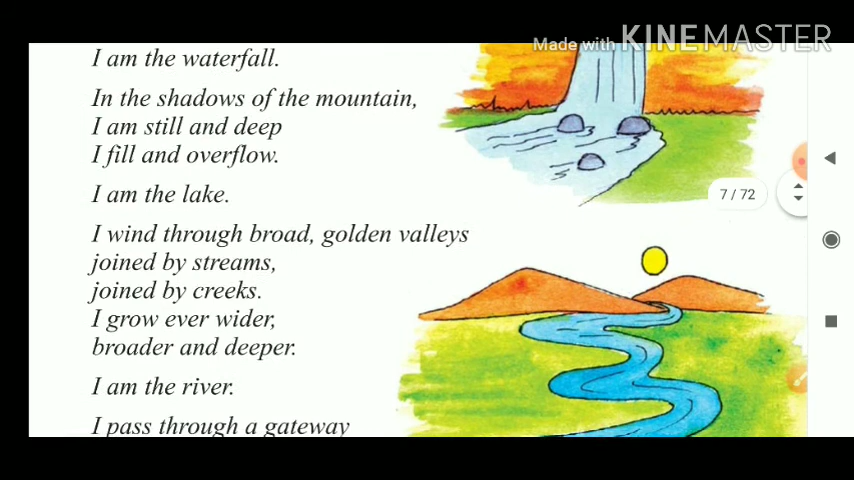 Made with KINEMASTER
I am the waterfall.
In the shadows of the mountain,
I am still and deep
I fill and overflow.
I am the lake.
7 / 72
I wind through broad, golden valleys
joined by streams,
joined by creeks.
I grow ever wider,
broader and deeper.
I am the river.
I pass through a gateway